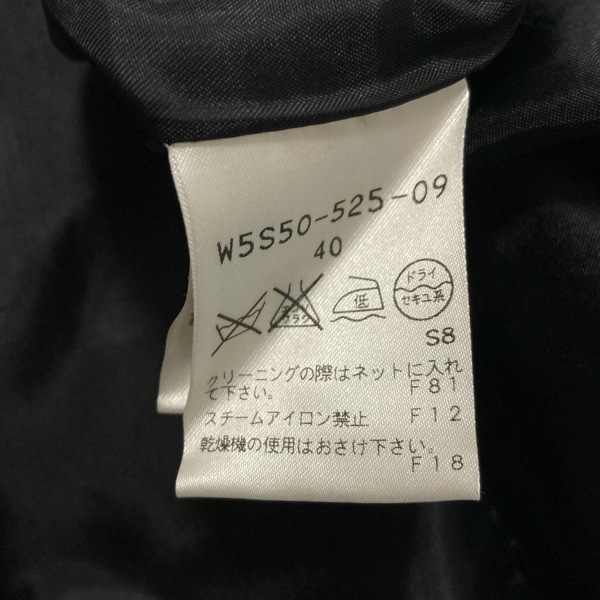 W5S50-525-09
40
低
ドライ
セキユ系
S8
クリーニングの際はネットに入れ
て下さい。 F81
スチームアイロン禁止 F12
乾燥機の使用はおさけ下さい。
F18